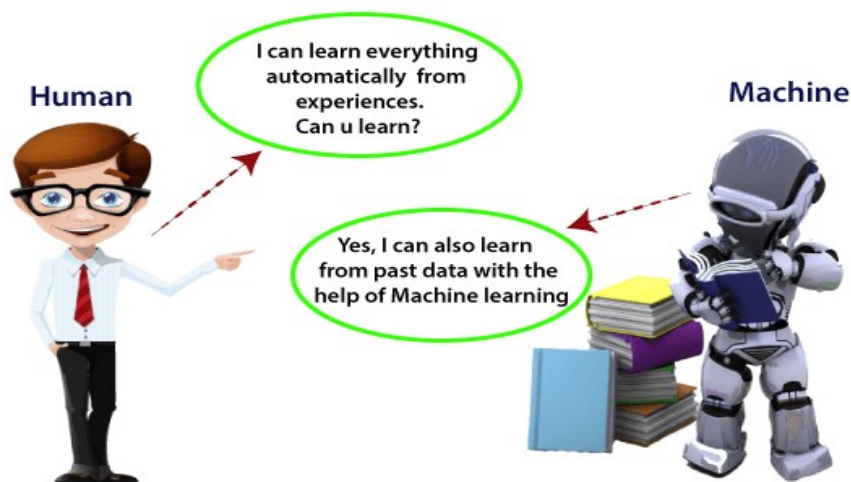 Human
I can learn everything
automatically from
experiences.
Can u learn?
Machine
Yes, I can also learn
from past data with the
help of Machine learning